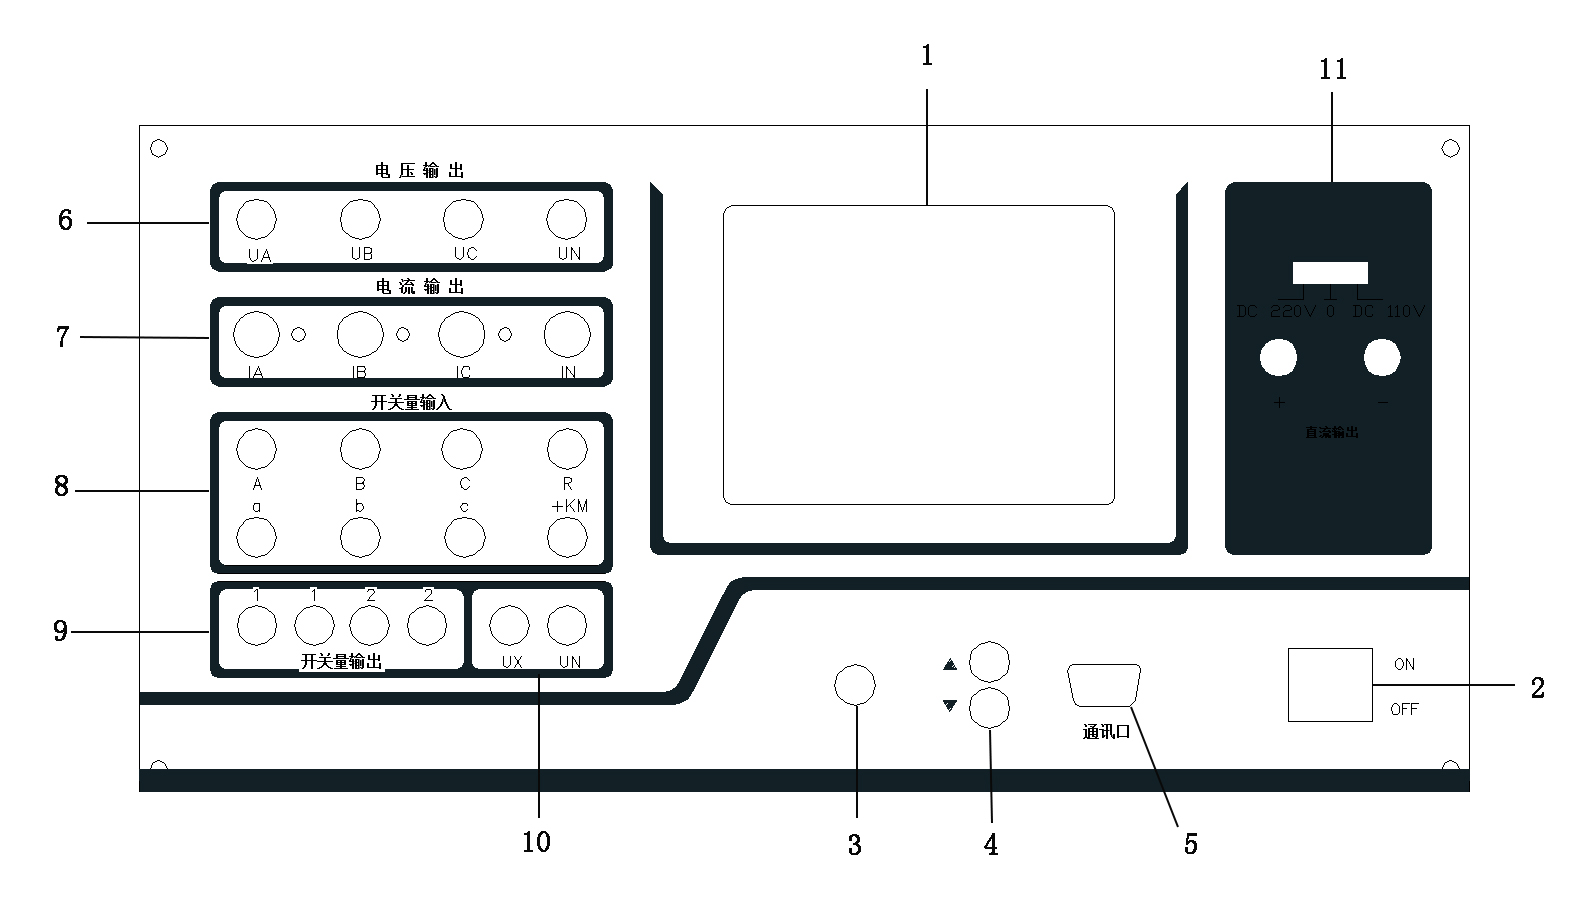 1
11
电压输出
6
UA UB UC UN
电流输出
7
IA IB IC IN
开关量输入
8
A B C R
a b c +KM
9
1 1 2 2
开关量输出
UX UN
10
DC 220V 0 DC 110V
+ −
直流输出
▲
▼
3
4
通讯口
5
ON
OFF
2